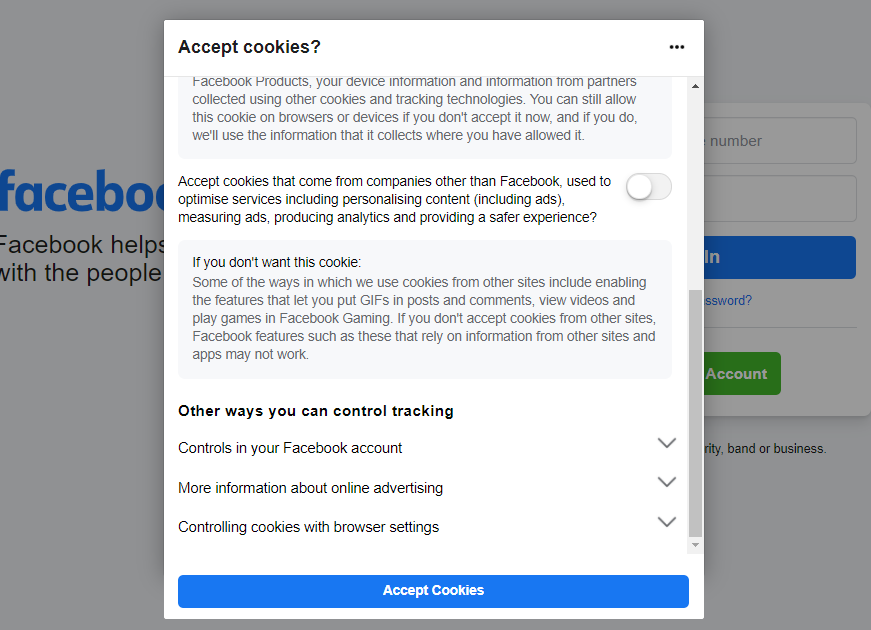 Accept cookies?
Facebook Products, your device information and information from partners
collected using other cookies and tracking technologies. You can still allow
this cookie on browsers or devices if you don't accept it now, and if you do,
we'll use the information that it collects where you have allowed it.
Accept cookies that come from companies other than Facebook, used to
optimise services including personalising content (including ads),
measuring ads, producing analytics and providing a safer experience?
If you don't want this cookie:
Some of the ways in which we use cookies from other sites include enabling
the features that let you put GIFs in posts and comments, view videos and
play games in Facebook Gaming. If you don't accept cookies from other sites,
Facebook features such as these that rely on information from other sites and
apps may not work.
Other ways you can control tracking
Controls in your Facebook account
More information about online advertising
Controlling cookies with browser settings
Accept Cookies
Facebook helps
with the people
number
In
Account
band or business.